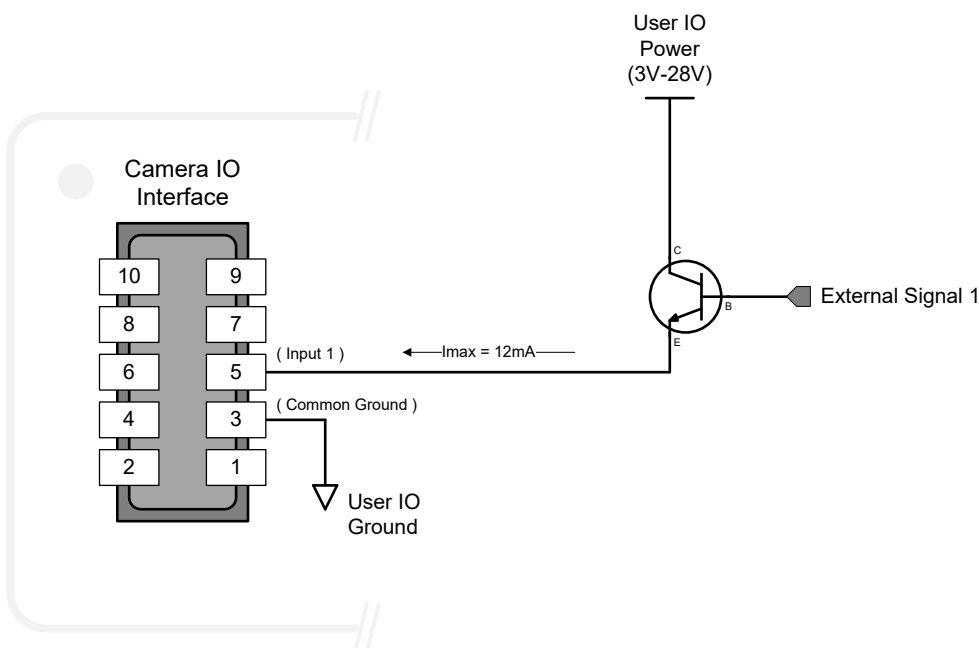 User IO
Power
(3V-28V)
Camera IO
Interface
C
10
9
External Signal 1
B
8
7
E
( Input 1 )
Imax = 12mA
6
5
( Common Ground )
4
3
2
1
User IO
Ground